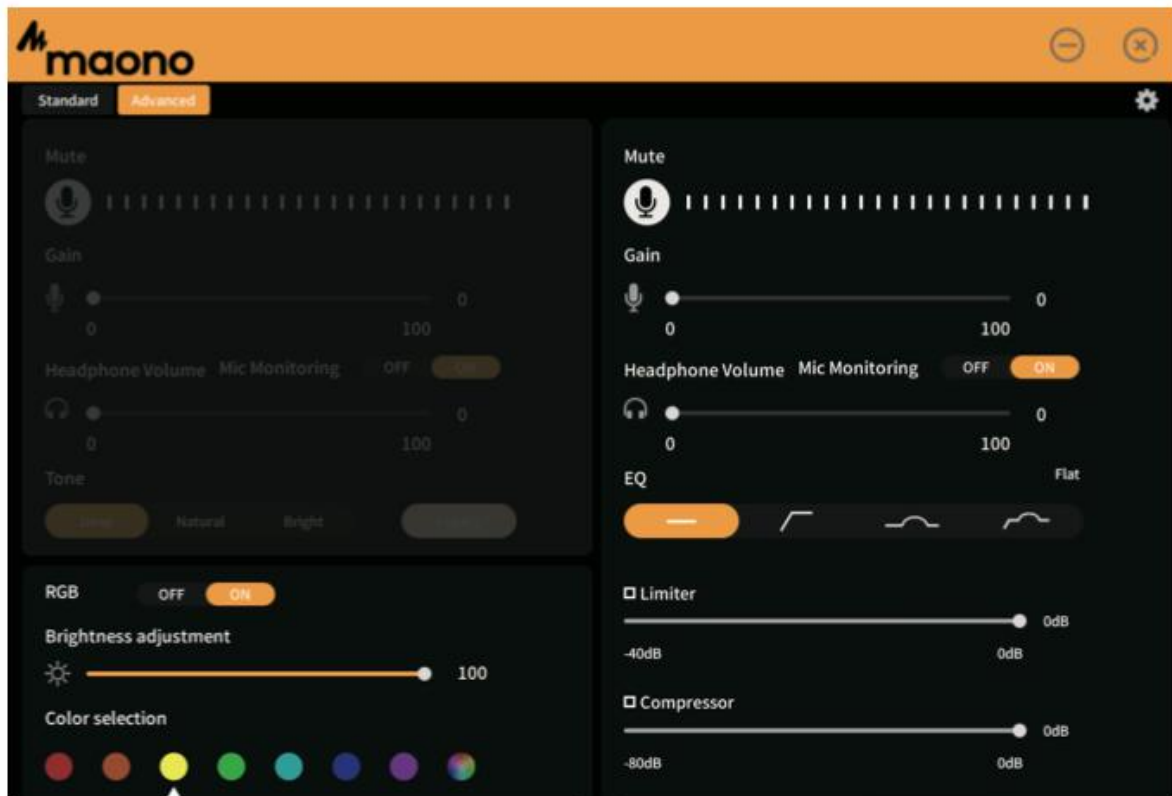 maono
Standard Advanced
Mute
Gain
0
0 100
Headphone Volume Mic Monitoring OFF ON
0
0 100
Tone
Natural Bright
RGB OFF ON
Brightness adjustment
100
Color selection
Mute
Gain
0
0 100
Headphone Volume Mic Monitoring OFF ON
0
0 100
EQ Flat
Limiter
0dB
-40dB 0dB
Compressor
0dB
-80dB 0dB